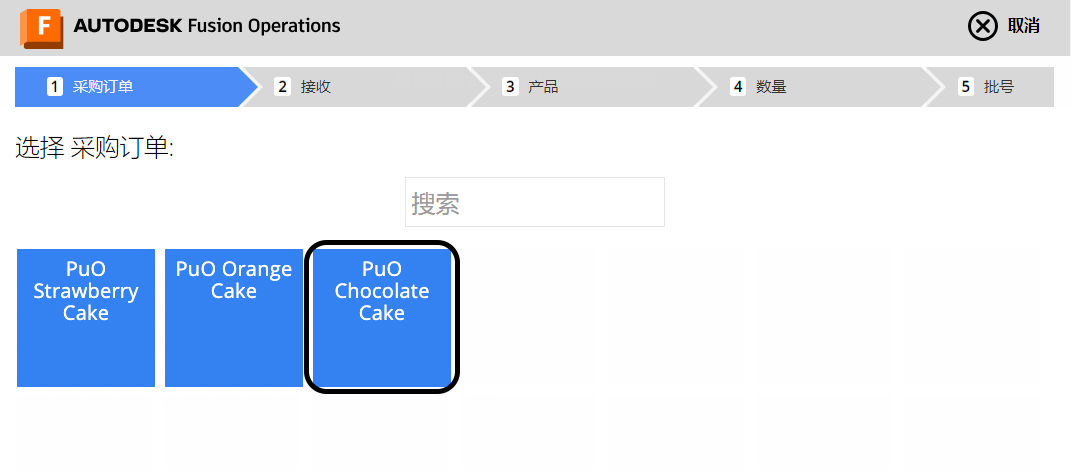 F AUTODESK Fusion Operations
取消
1 采购订单
2 接收
3 产品
4 数量
5 批号
选择 采购订单:
搜索
PuO
Strawberry
Cake
PuO Orange
Cake
PuO
Chocolate
Cake